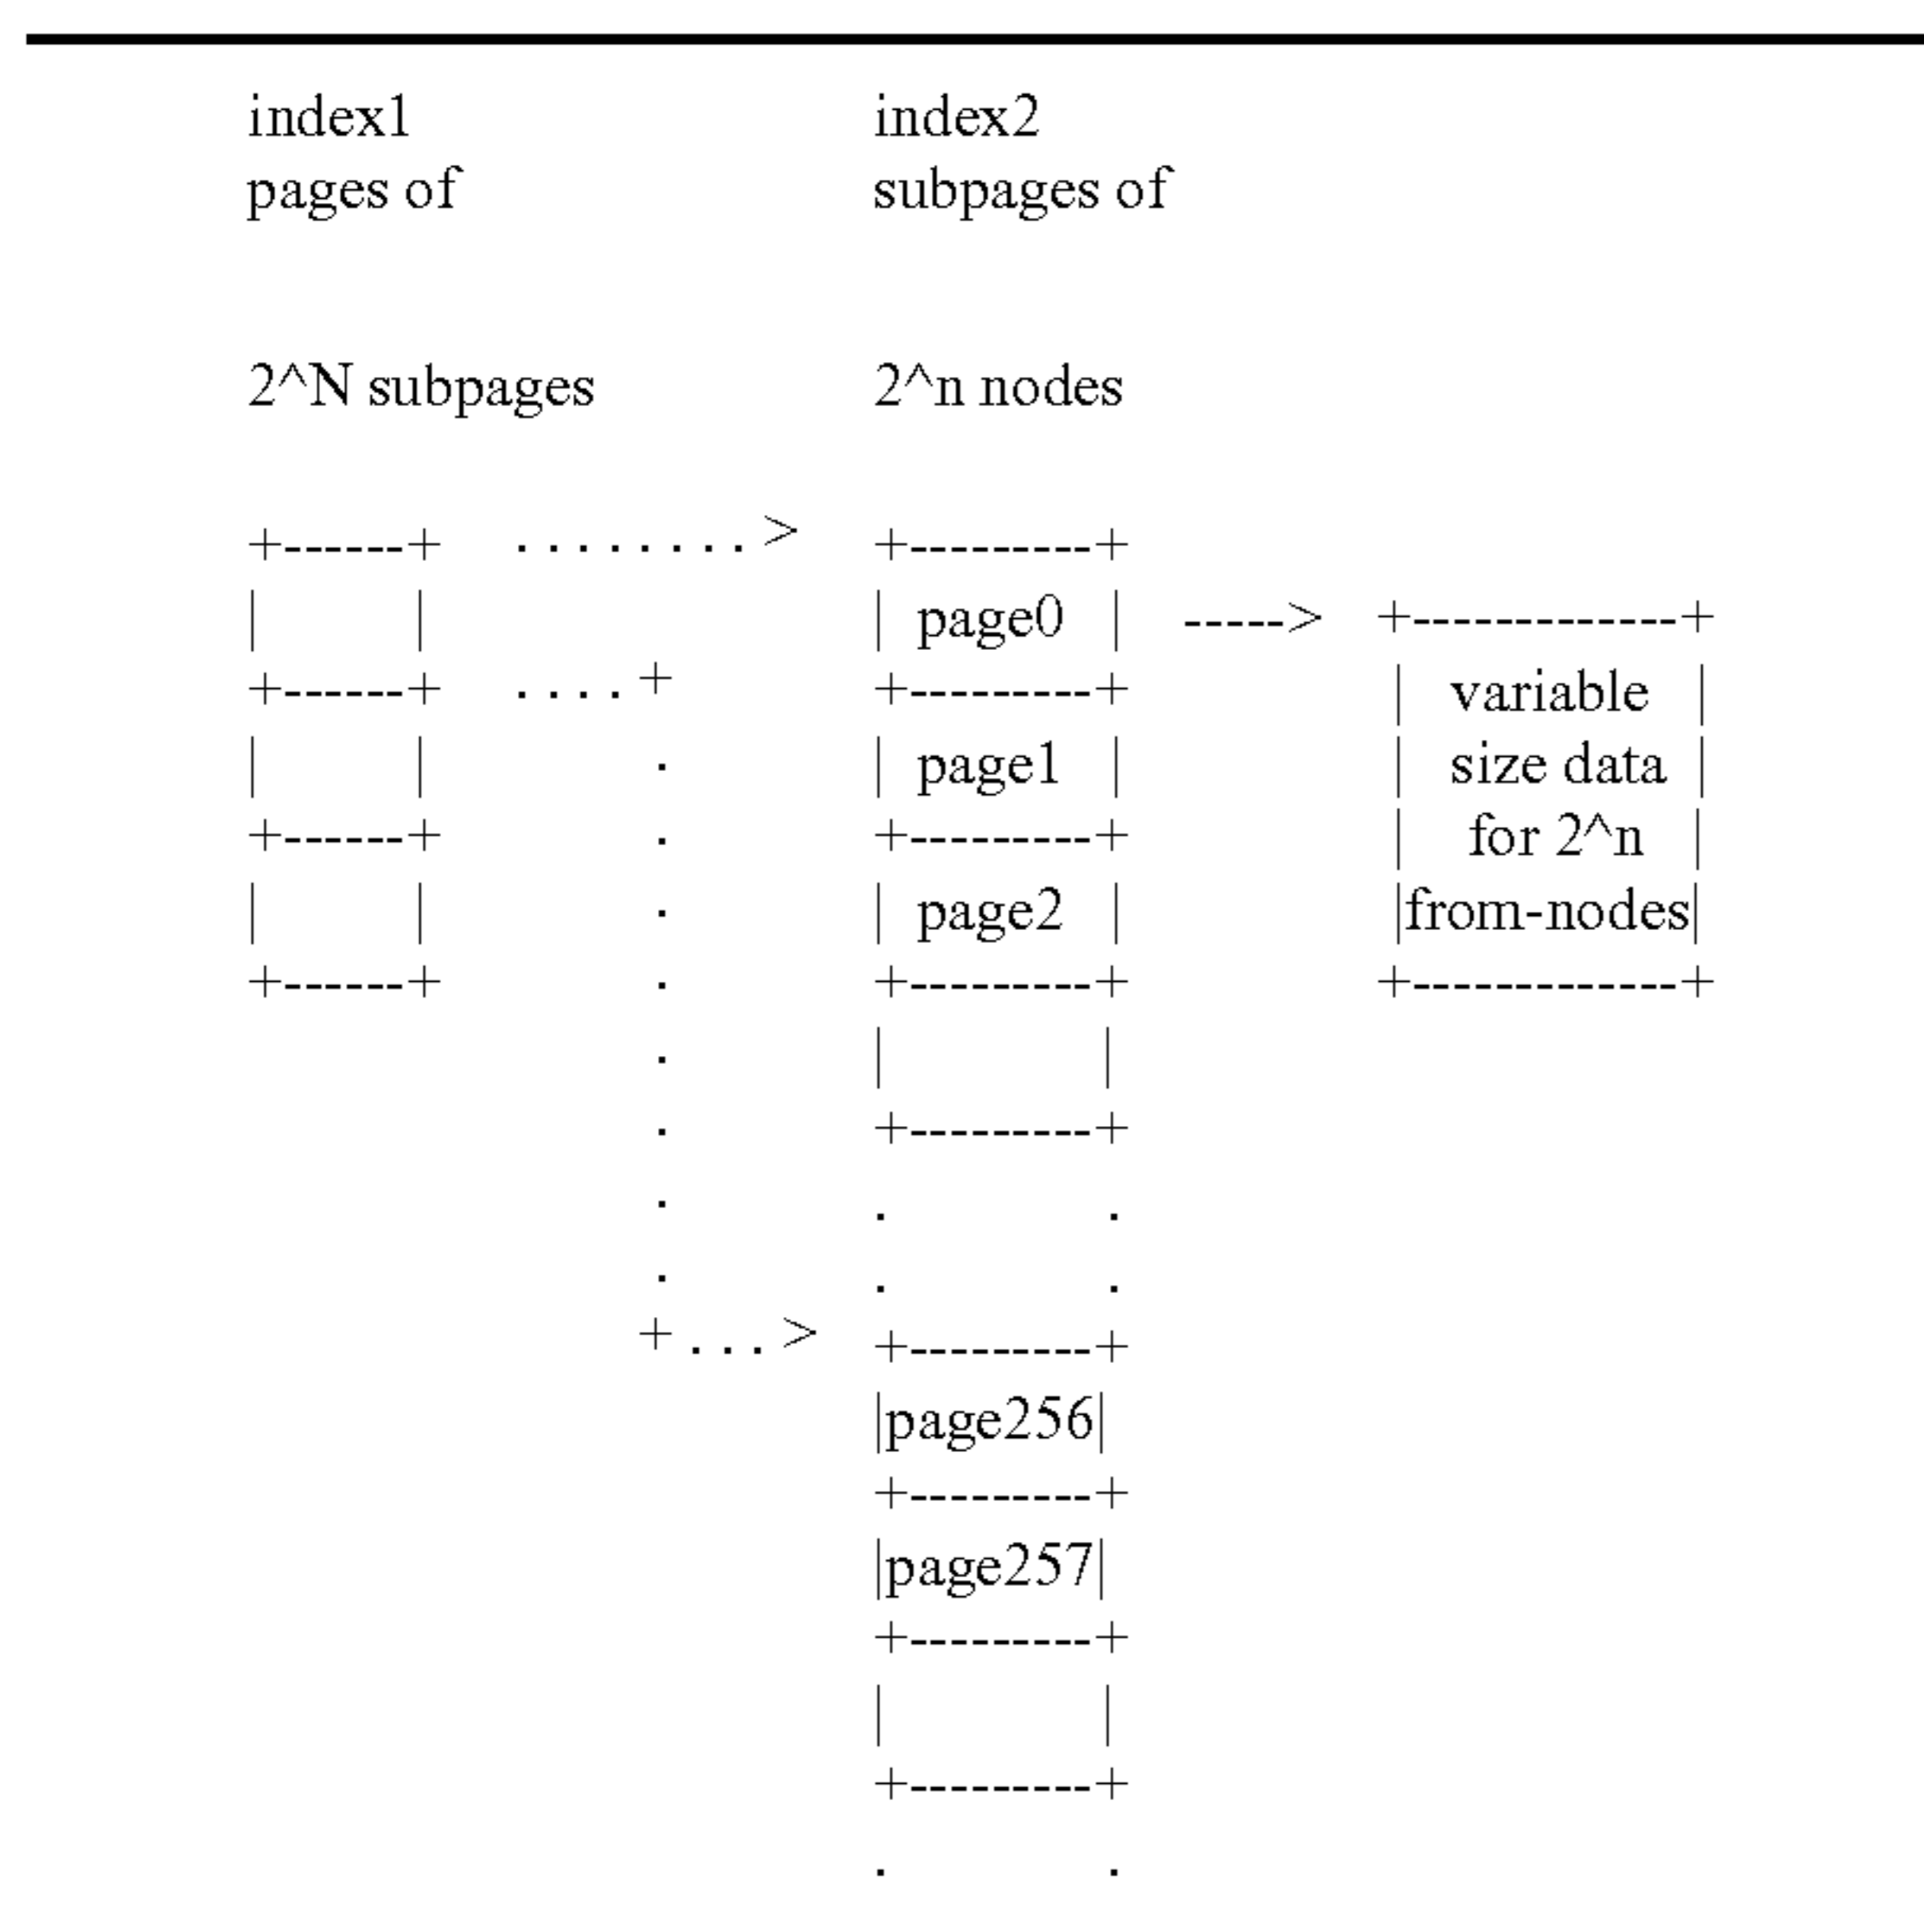 index1 index2
pages of subpages of
2^N subpages 2^n nodes
+------+ ........> +---------+
| | | page0 | -----> +-------------+
+------+ ....+ +---------+ | variable |
| | . | page1 | | size data |
+------+ . +---------+ | for 2^n |
| | . | page2 | |from-nodes|
+------+ . +---------+ +-------------+
. | |
. +---------+
. . .
. . .
+...> +---------+
|page256|
+---------+
|page257|
+---------+
| |
+---------+
. .